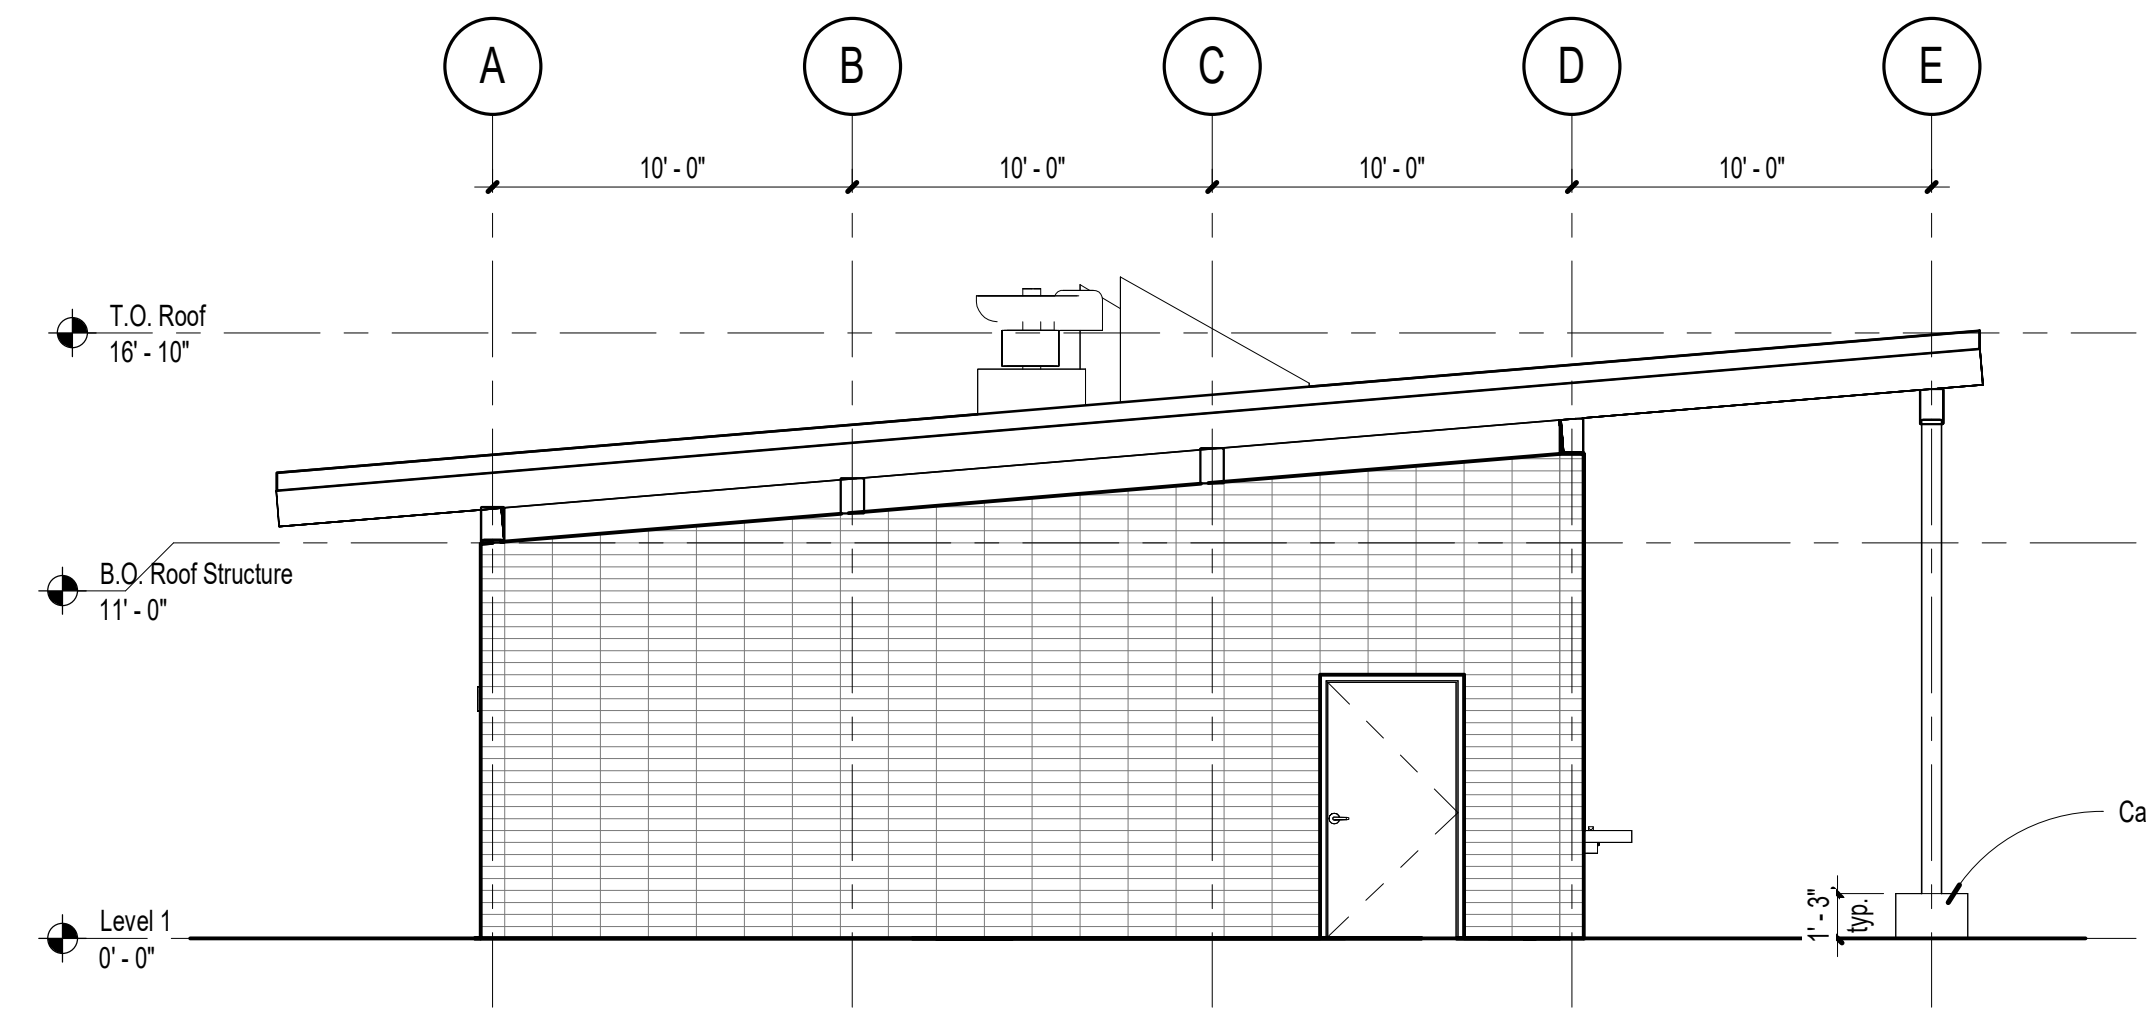 A B C D E
10' - 0" 10' - 0" 10' - 0" 10' - 0"
T.O. Roof
16' - 10"
B.O. Roof Structure
11' - 0"
Ca
1' - 3"
typ.
Level 1
0' - 0"